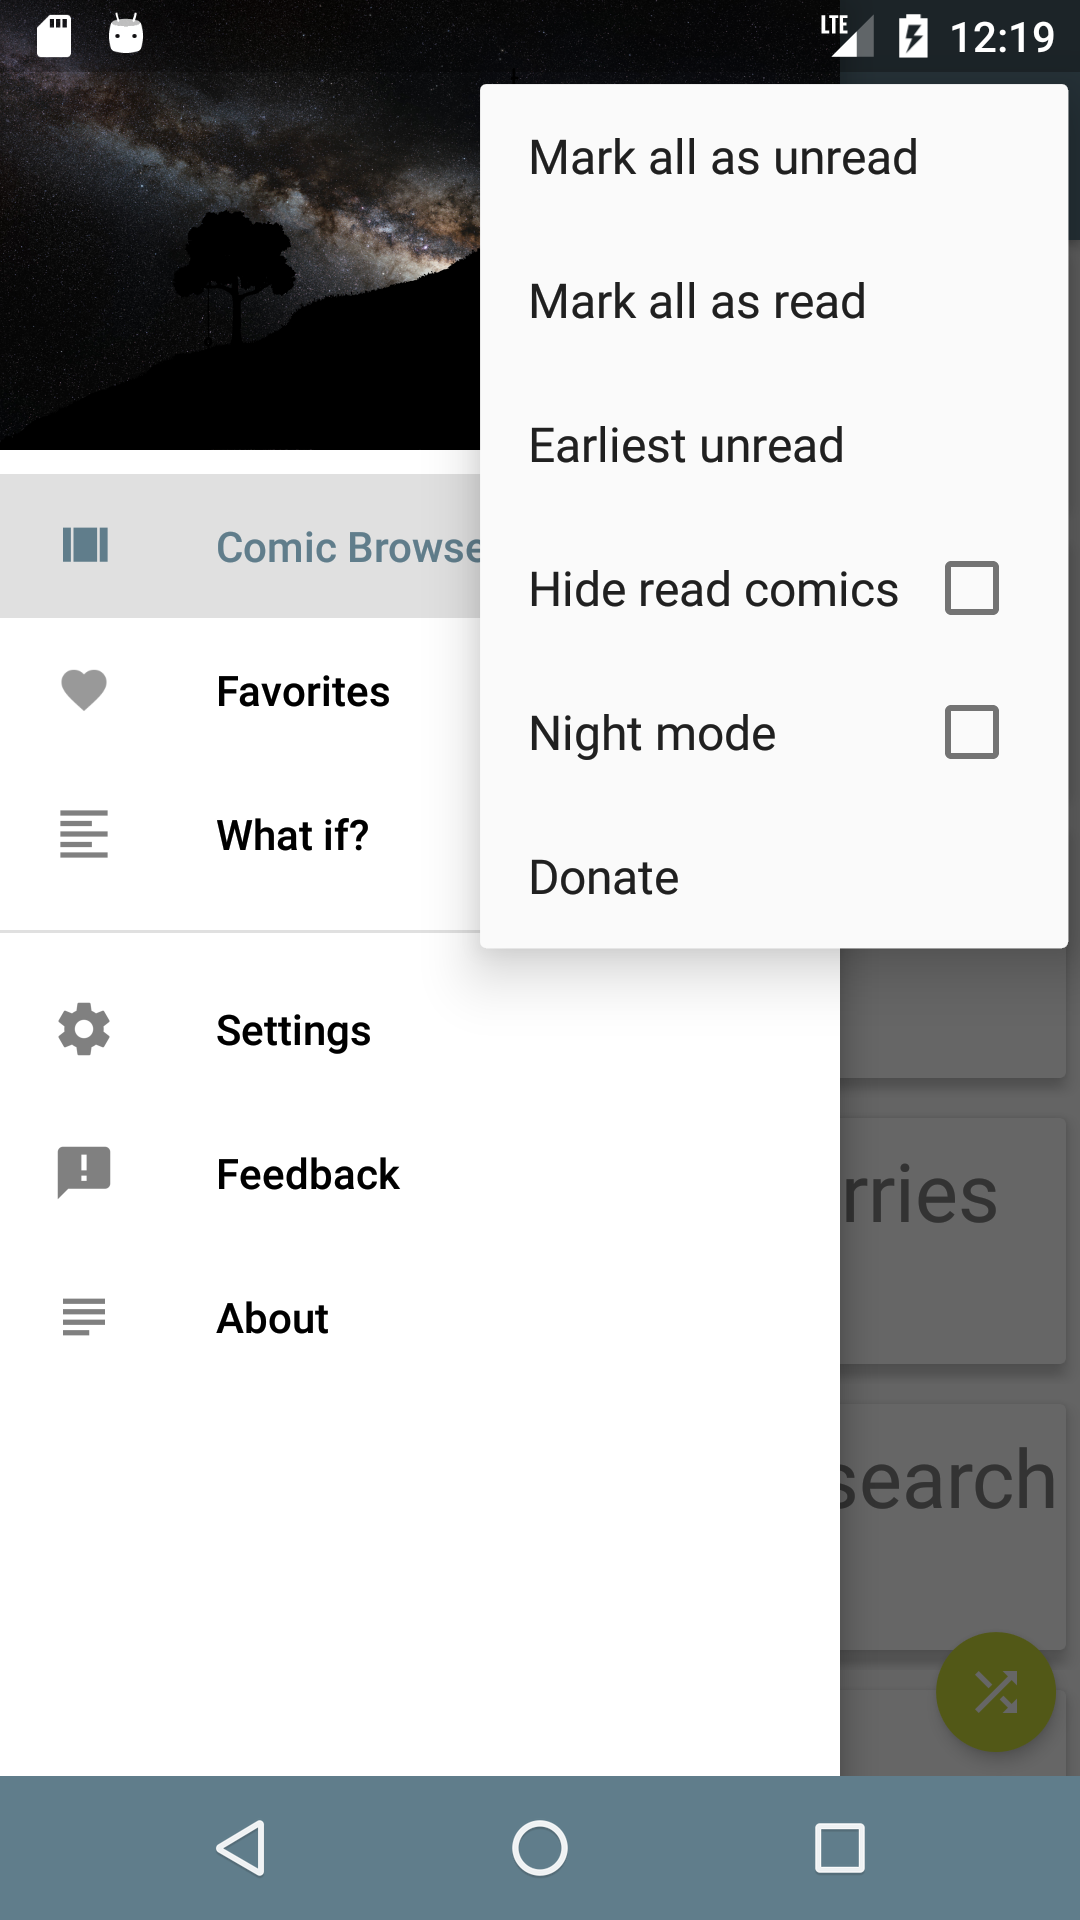 LTE 12:19
Mark all as unread
Mark all as read
Earliest unread
Hide read comics
Night mode
Donate
Comic Browse
Favorites
What if?
Settings
Feedback
About
rries
search